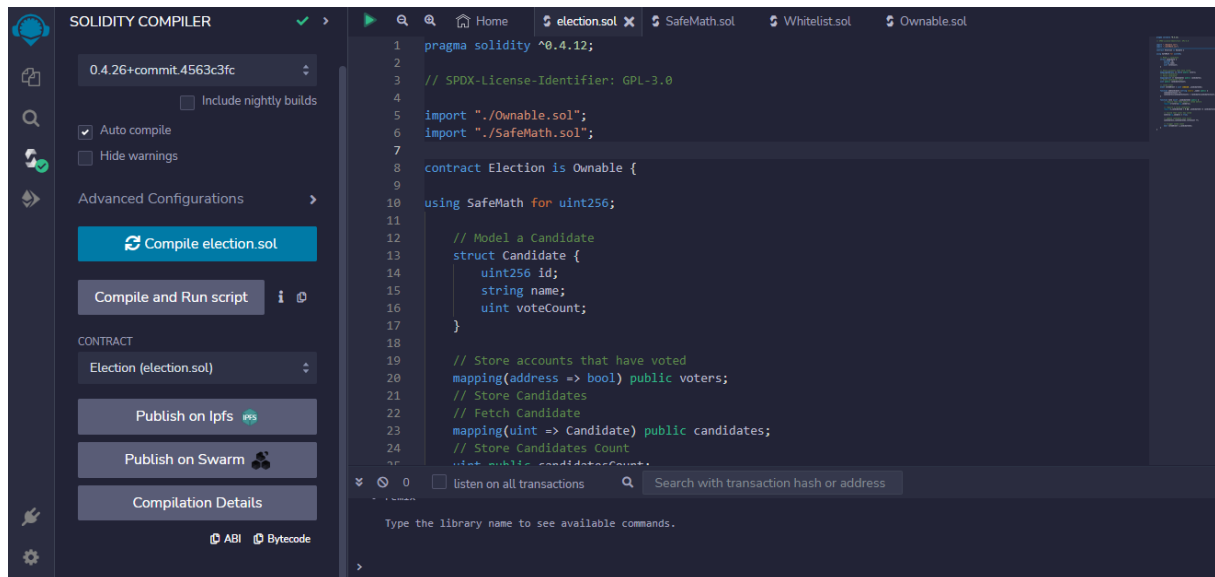 SOLIDITY COMPILER
0.4.26+commit.4563c3fc
Include nightly builds
Auto compile
Hide warnings
Advanced Configurations
Compile election.sol
Compile and Run script
i
CONTRACT
Election (election.sol)
Publish on Ipfs
IPFS
Publish on Swarm
Compilation Details
ABI Bytecode
Home election.sol SafeMath.sol Whitelist.sol Ownable.sol
1 pragma solidity ^0.4.12;
2
3 // SPDX-License-Identifier: GPL-3.0
4
5 import "./Ownable.sol";
6 import "./SafeMath.sol";
7
8 contract Election is Ownable {
9
10 using SafeMath for uint256;
11
12 // Model a Candidate
13 struct Candidate {
14 uint256 id;
15 string name;
16 uint voteCount;
17 }
18
19 // Store accounts that have voted
20 mapping(address => bool) public voters;
21 // Store Candidates
22 // Fetch Candidate
23 mapping(uint => Candidate) public candidates;
24 // Store Candidates Count
25 uint public candidatesCount;
0 listen on all transactions Search with transaction hash or address
remix
Type the library name to see available commands.
>